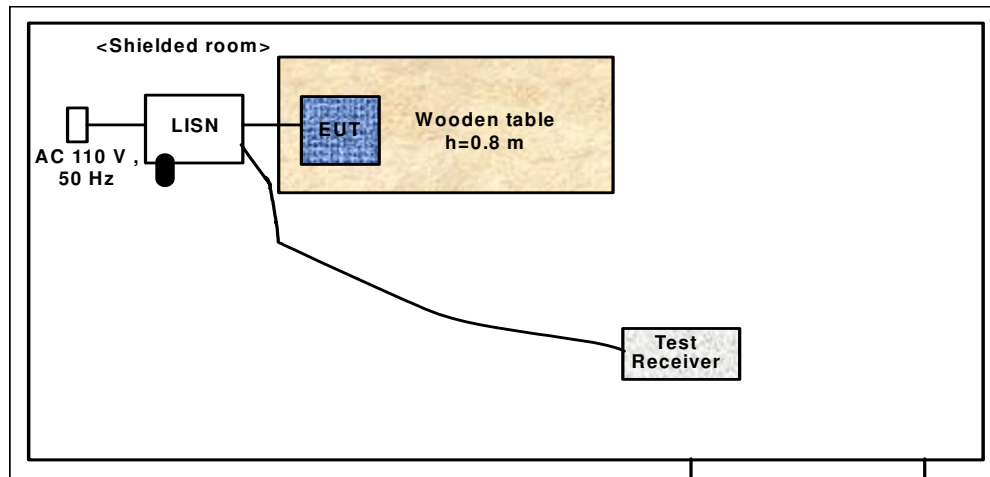 <Shielded room>
LISN
EUT
Wooden table
h=0.8 m
AC 110 V ,
50 Hz
Test
Receiver